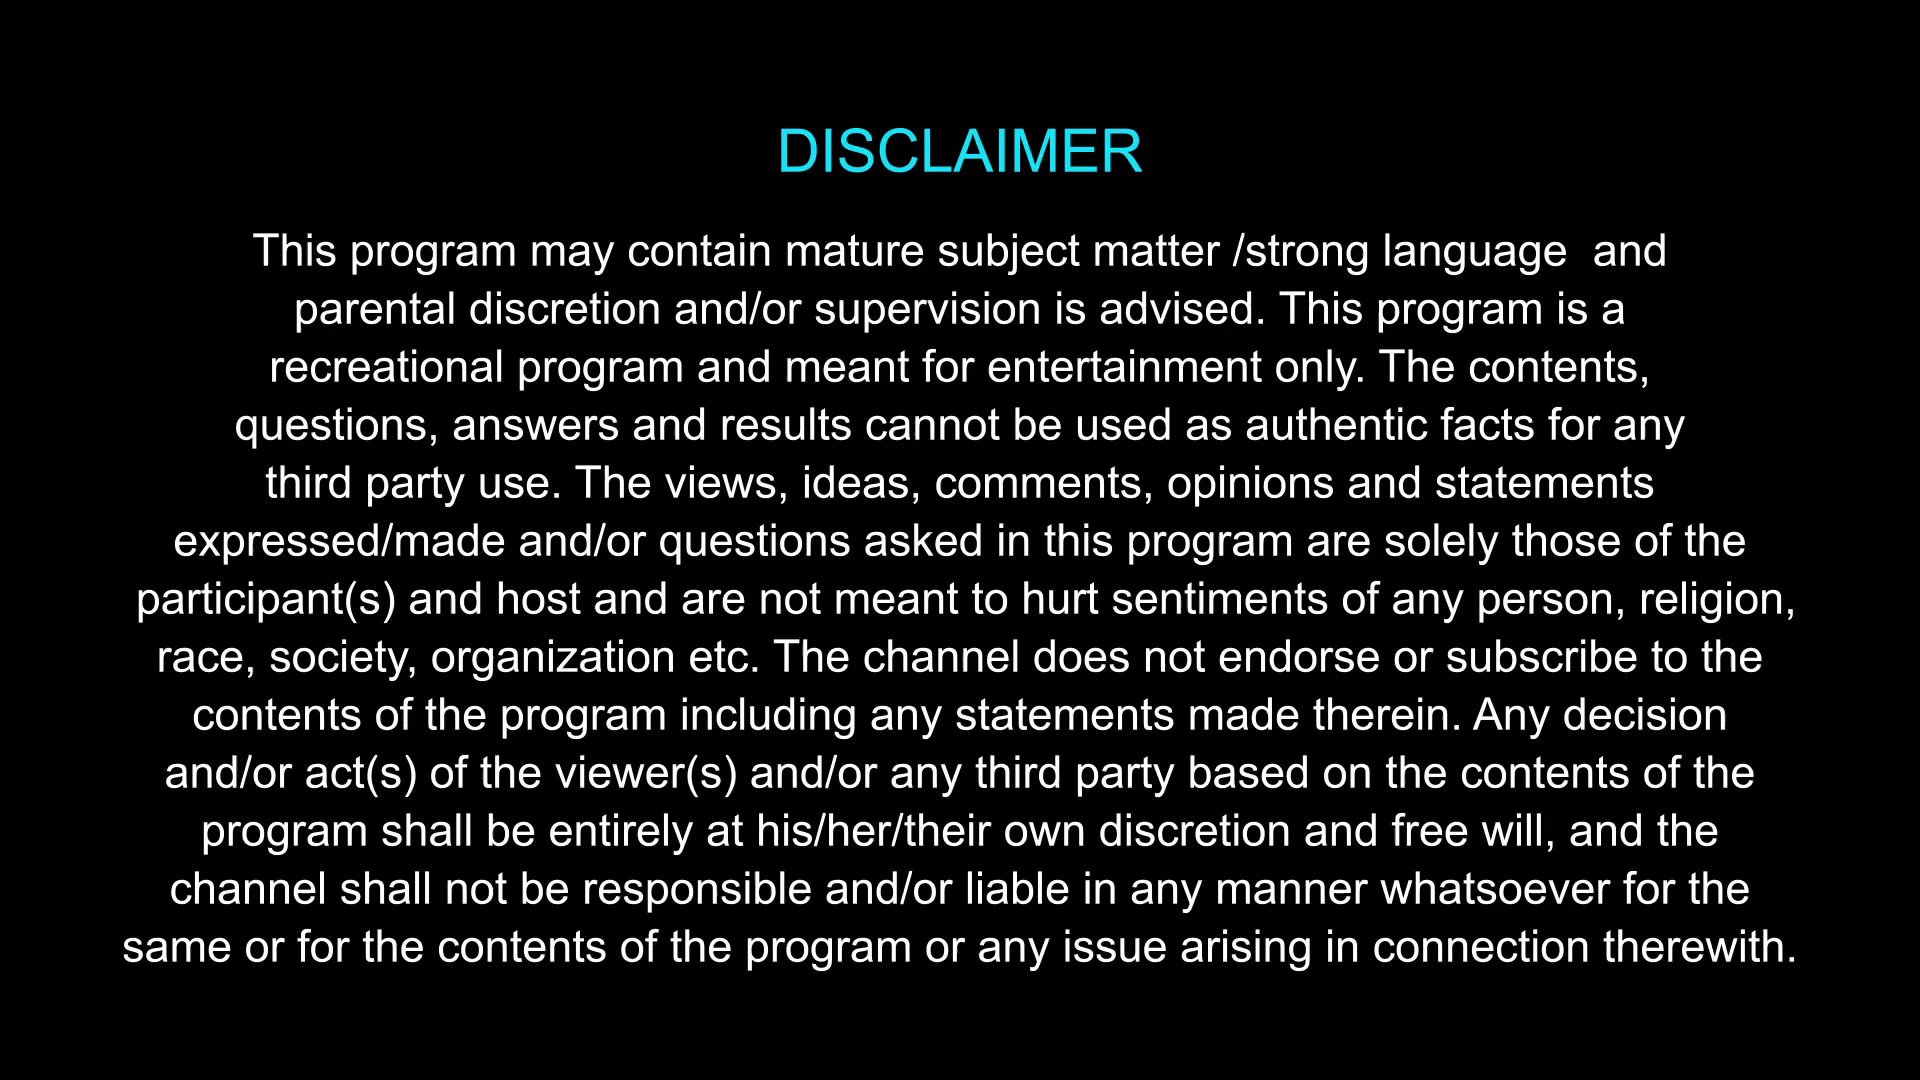 DISCLAIMER
This program may contain mature subject matter /strong language  and
parental discretion and/or supervision is advised. This program is a
recreational program and meant for entertainment only. The contents,
questions, answers and results cannot be used as authentic facts for any
third party use. The views, ideas, comments, opinions and statements
expressed/made and/or questions asked in this program are solely those of the
participant(s) and host and are not meant to hurt sentiments of any person, religion,
race, society, organization etc. The channel does not endorse or subscribe to the
contents of the program including any statements made therein. Any decision
and/or act(s) of the viewer(s) and/or any third party based on the contents of the
program shall be entirely at his/her/their own discretion and free will, and the
channel shall not be responsible and/or liable in any manner whatsoever for the
same or for the contents of the program or any issue arising in connection therewith.